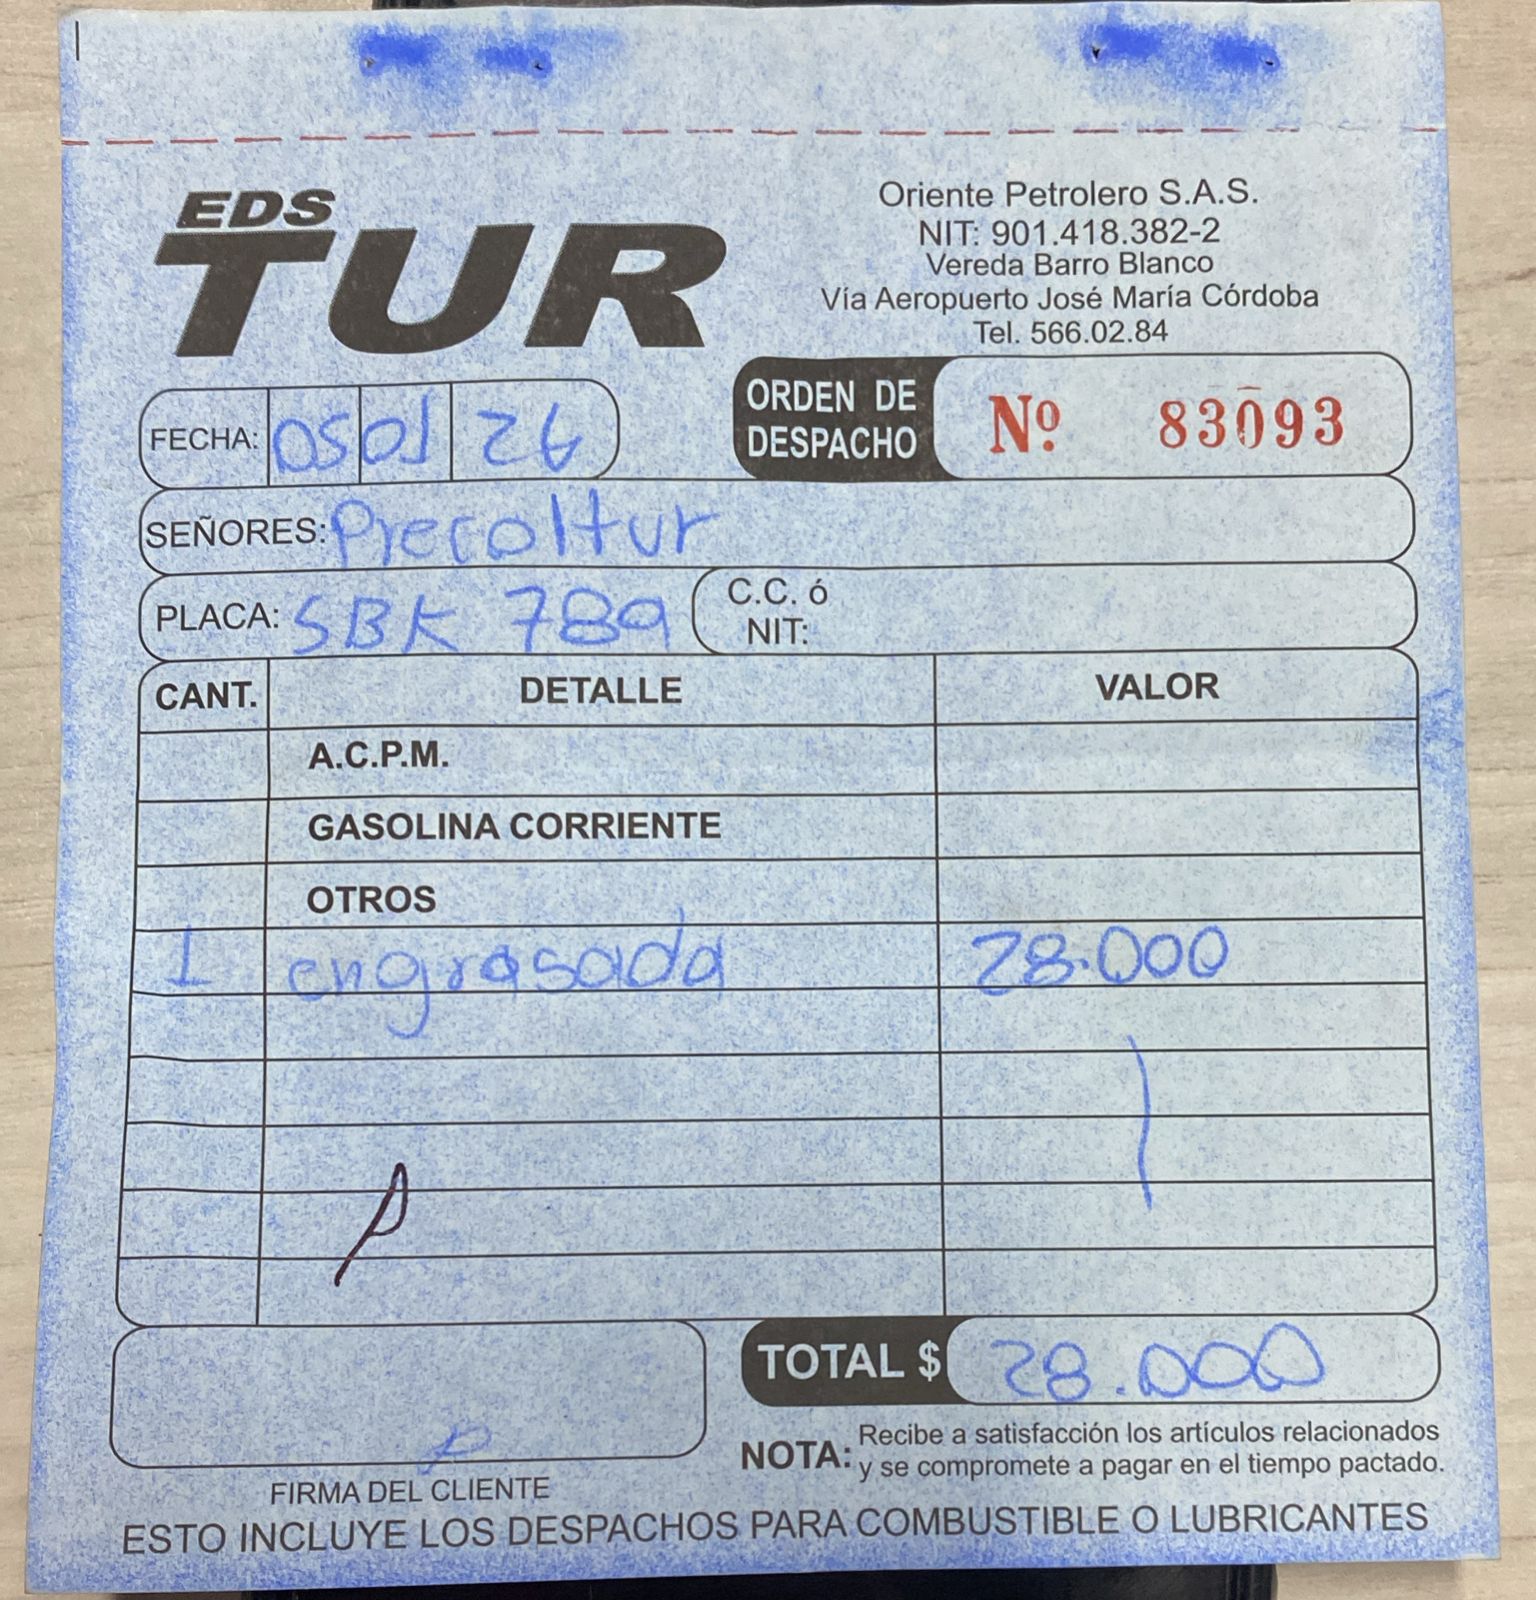 EDS
TUR
Oriente Petrolero S.A.S.
NIT: 901.418.382-2
Vereda Barro Blanco
Vía Aeropuerto José María Córdoba
Tel. 566.02.84
FECHA: 05 01 26
ORDEN DE DESPACHO Nº 83093
SEÑORES: Precoltur
PLACA: SBK 789
C.C. ó
NIT:
CANT. DETALLE VALOR
A.C.P.M.
GASOLINA CORRIENTE
OTROS
1 engrasada 28.000
TOTAL $ 28.000
NOTA: Recibe a satisfacción los artículos relacionados
y se compromete a pagar en el tiempo pactado.
FIRMA DEL CLIENTE
ESTO INCLUYE LOS DESPACHOS PARA COMBUSTIBLE O LUBRICANTES